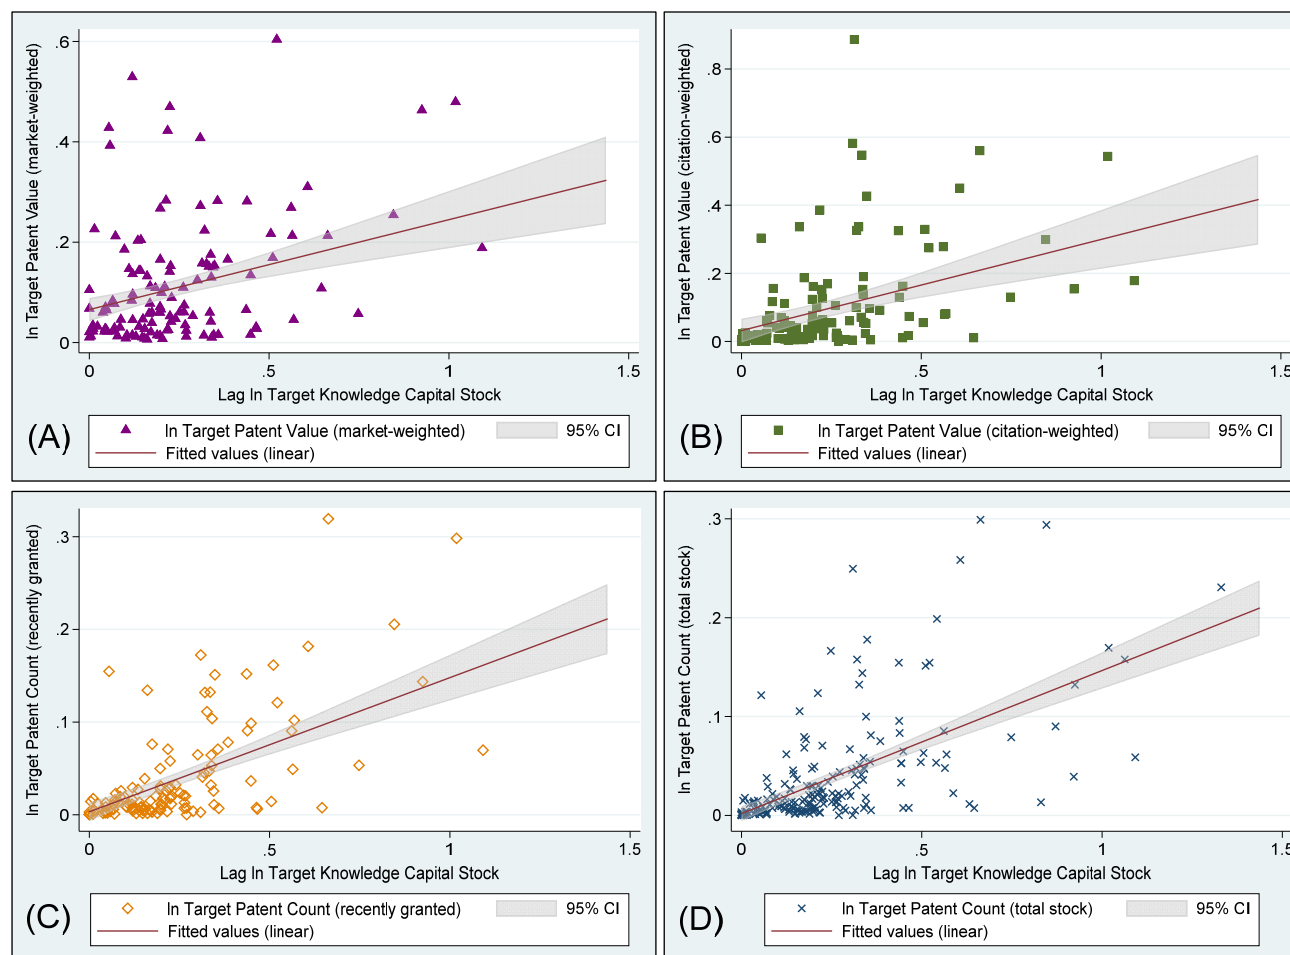 ln Target Patent Value (market-weighted)
.6
.4
.2
0
0 .5 1 1.5
Lag ln Target Knowledge Capital Stock
(A)
ln Target Patent Value (market-weighted) 95% CI
Fitted values (linear)
ln Target Patent Value (citation-weighted)
.8
.6
.4
.2
0
0 .5 1 1.5
Lag ln Target Knowledge Capital Stock
(B)
ln Target Patent Value (citation-weighted) 95% CI
Fitted values (linear)
ln Target Patent Count (recently granted)
.3
.2
.1
0
0 .5 1 1.5
Lag ln Target Knowledge Capital Stock
(C)
ln Target Patent Count (recently granted) 95% CI
Fitted values (linear)
ln Target Patent Count (total stock)
.3
.2
.1
0
0 .5 1 1.5
Lag ln Target Knowledge Capital Stock
(D)
ln Target Patent Count (total stock) 95% CI
Fitted values (linear)